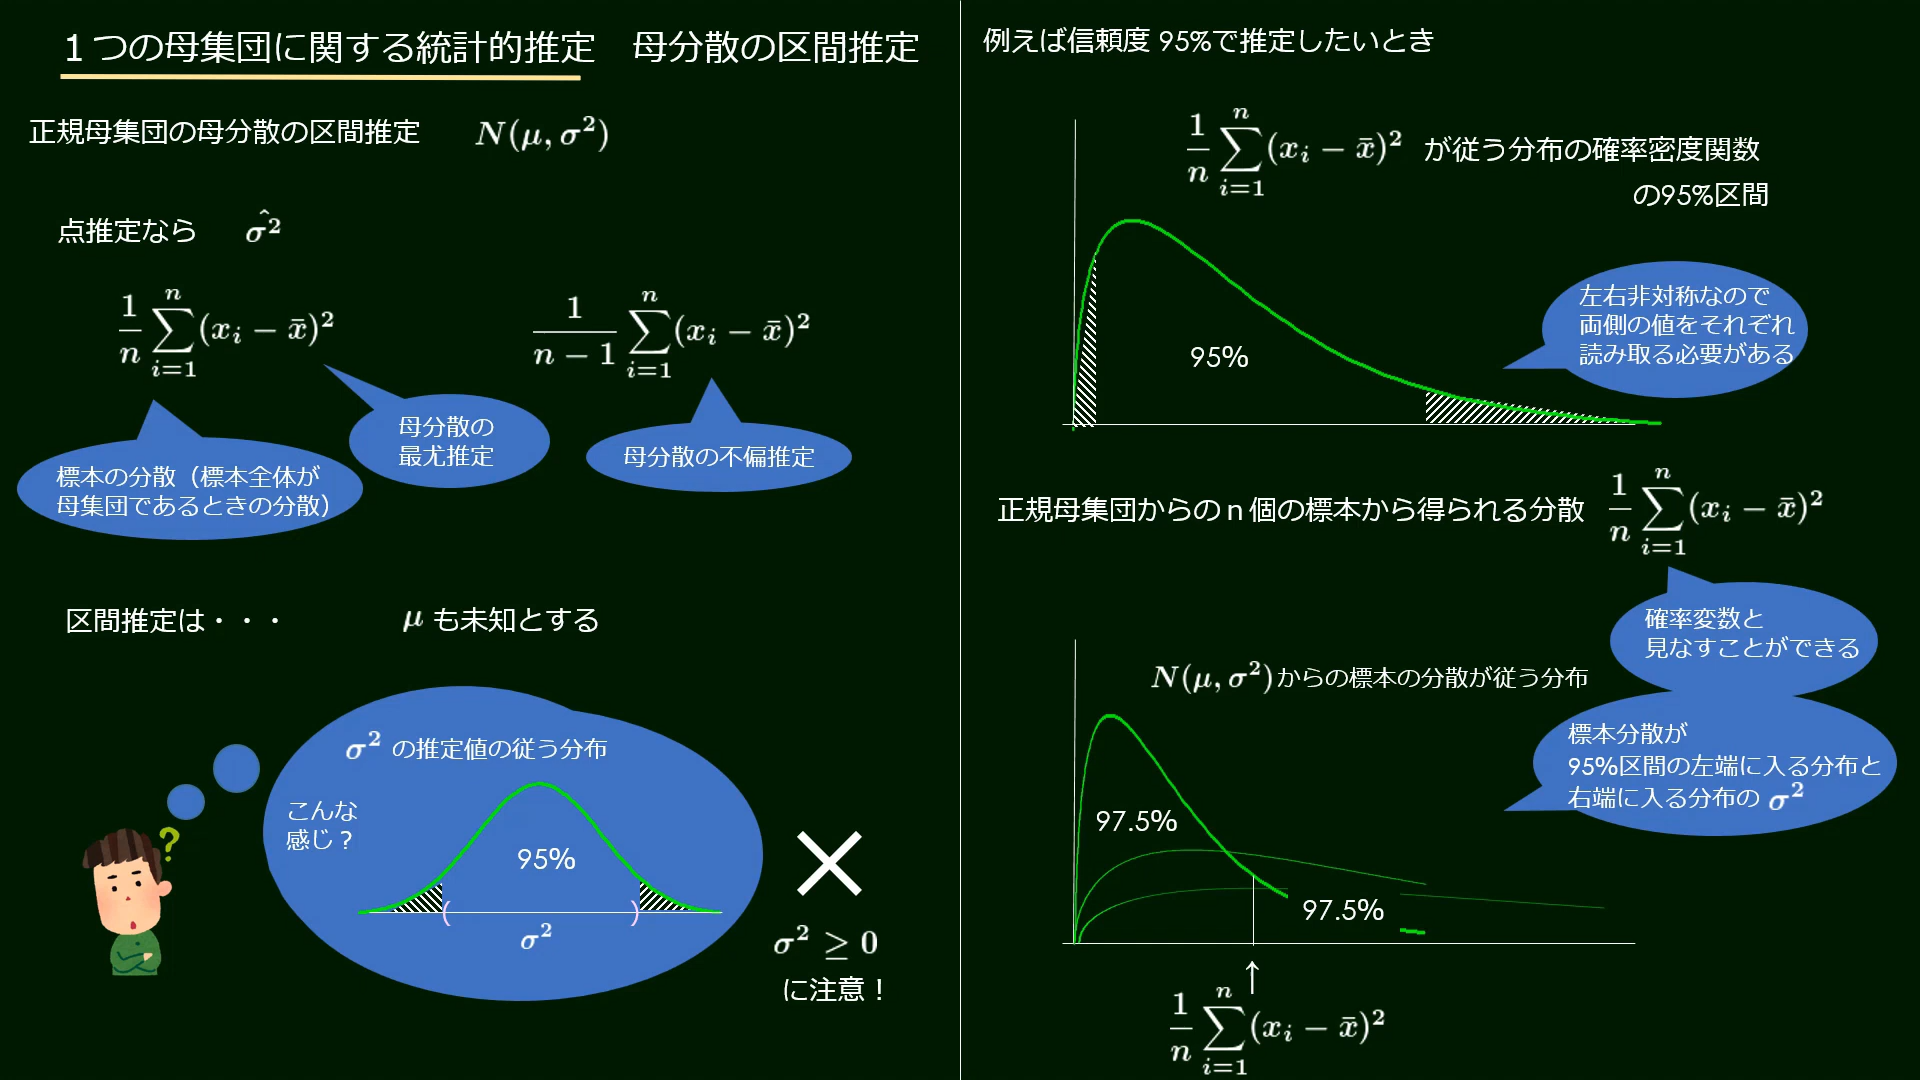 １つの母集団に関する統計的推定　母分散の区間推定
正規母集団の母分散の区間推定　N(μ, σ²)
点推定なら　σ̂²
1/n Σ_{i=1}^{n} (x_i − x̄)²
1/(n − 1) Σ_{i=1}^{n} (x_i − x̄)²
標本の分散（標本全体が
母集団であるときの分散）
母分散の
最尤推定
母分散の不偏推定
区間推定は・・・
μ も未知とする
σ² の推定値の従う分布
こんな
感じ？
95%
( )
σ²
?
×
σ² ≥ 0
に注意！
例えば信頼度 95%で推定したいとき
1/n Σ_{i=1}^{n} (x_i − x̄)² が従う分布の確率密度関数
の95%区間
95%
左右非対称なので
両側の値をそれぞれ
読み取る必要がある
正規母集団からの n 個の標本から得られる分散 1/n Σ_{i=1}^{n} (x_i − x̄)²
確率変数と
見なすことができる
N(μ, σ²)からの標本の分散が従う分布
標本分散が
95%区間の左端に入る分布と
右端に入る分布の σ²
97.5%
97.5%
↑
1/n Σ_{i=1}^{n} (x_i − x̄)²